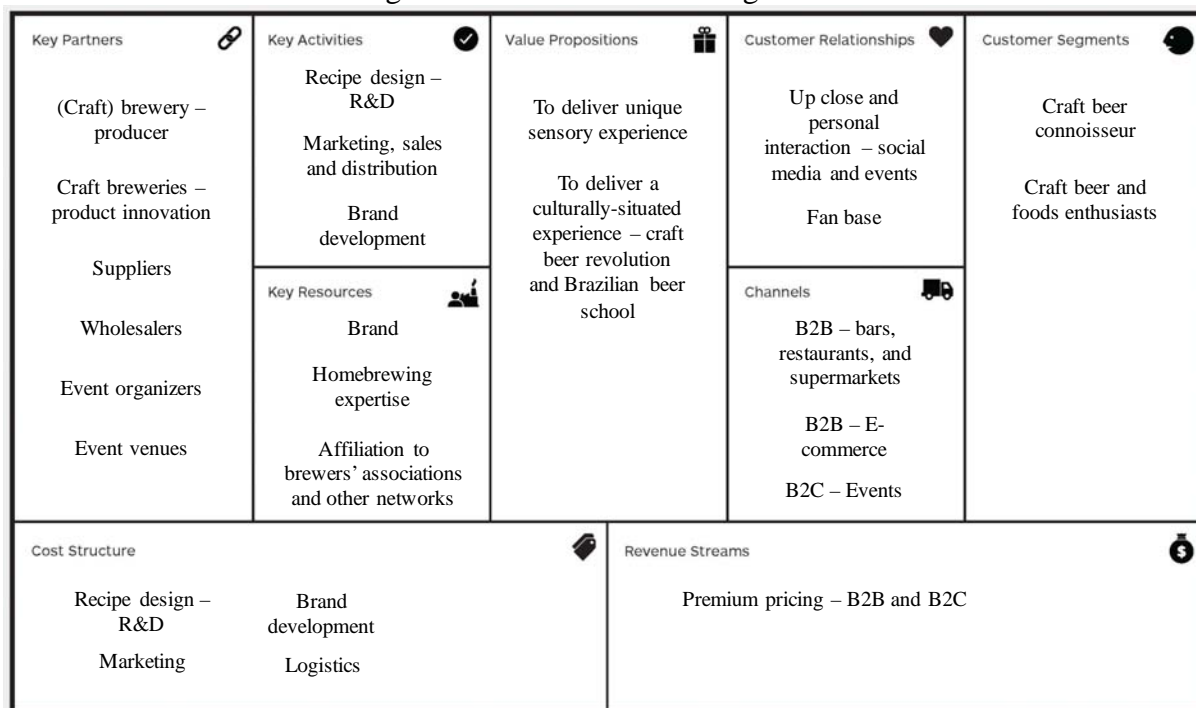 Key Partners
(Craft) brewery –
producer
Craft breweries –
product innovation
Suppliers
Wholesalers
Event organizers
Event venues
Key Activities
Recipe design –
R&D
Marketing, sales
and distribution
Brand
development
Key Resources
Brand
Homebrewing
expertise
Affiliation to
brewers' associations
and other networks
Value Propositions
To deliver unique
sensory experience
To deliver a
culturally-situated
experience – craft
beer revolution
and Brazilian beer
school
Customer Relationships
Up close and
personal
interaction – social
media and events
Fan base
Channels
B2B – bars,
restaurants, and
supermarkets
B2B – E-
commerce
B2C – Events
Customer Segments
Craft beer
connoisseur
Craft beer and
foods enthusiasts
Cost Structure
Recipe design –
R&D
Marketing
Brand
development
Logistics
Revenue Streams
Premium pricing – B2B and B2C